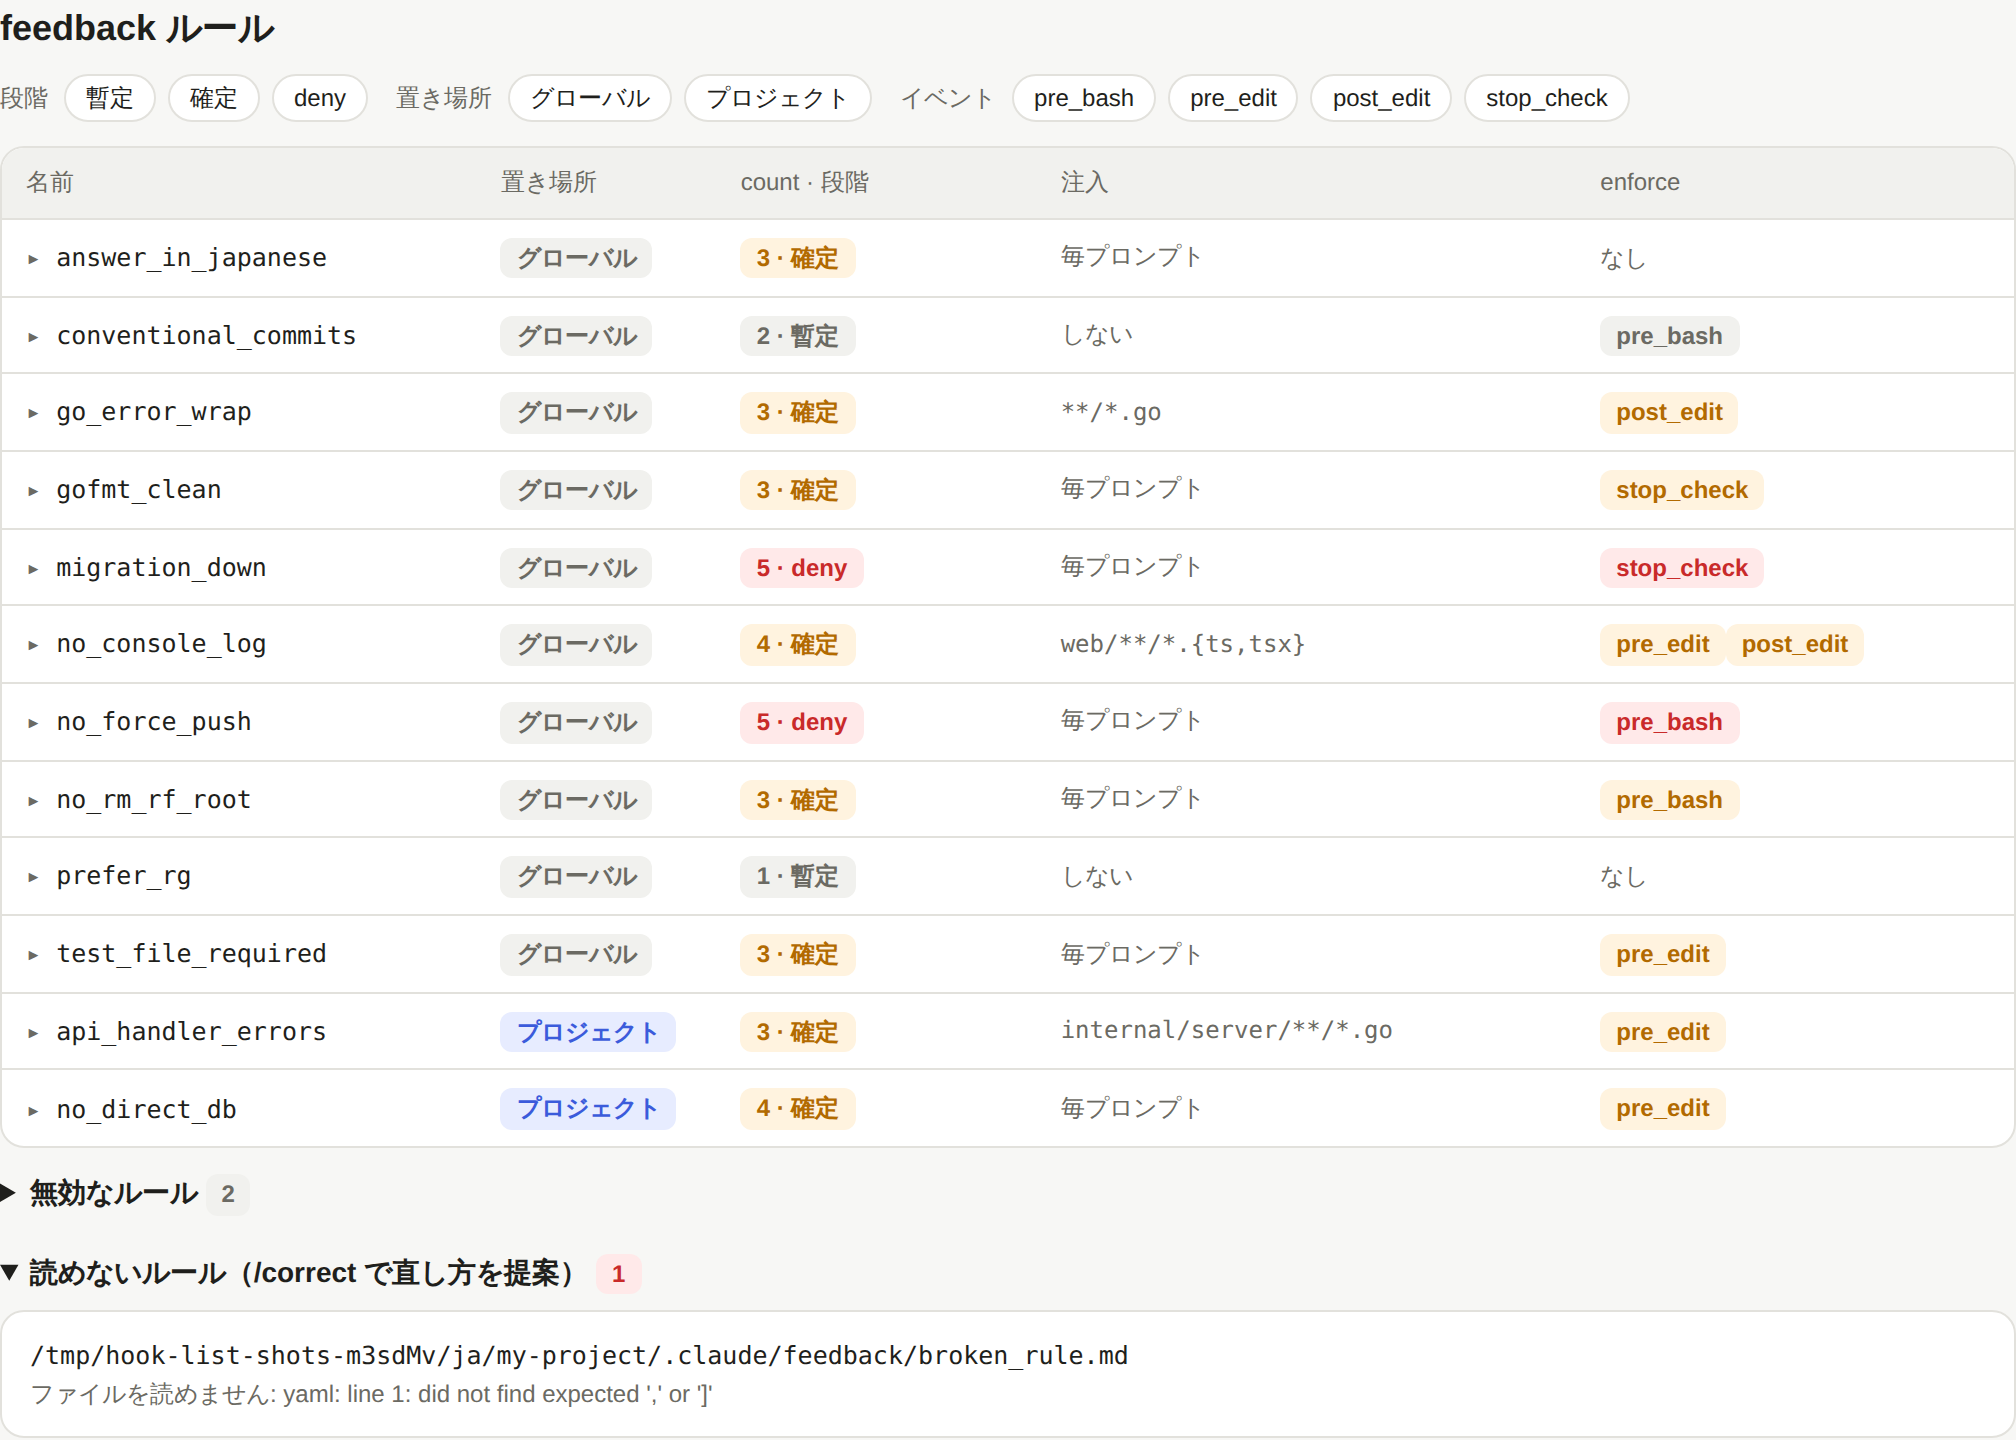 feedback ルール
段階 暫定 確定 deny 置き場所 グローバル プロジェクト イベント pre_bash pre_edit post_edit stop_check
名前 置き場所 count · 段階 注入 enforce
▸ answer_in_japanese グローバル 3 · 確定 毎プロンプト なし
▸ conventional_commits グローバル 2 · 暫定 しない pre_bash
▸ go_error_wrap グローバル 3 · 確定 **/*.go post_edit
▸ gofmt_clean グローバル 3 · 確定 毎プロンプト stop_check
▸ migration_down グローバル 5 · deny 毎プロンプト stop_check
▸ no_console_log グローバル 4 · 確定 web/**/*.{ts,tsx} pre_edit post_edit
▸ no_force_push グローバル 5 · deny 毎プロンプト pre_bash
▸ no_rm_rf_root グローバル 3 · 確定 毎プロンプト pre_bash
▸ prefer_rg グローバル 1 · 暫定 しない なし
▸ test_file_required グローバル 3 · 確定 毎プロンプト pre_edit
▸ api_handler_errors プロジェクト 3 · 確定 internal/server/**/*.go pre_edit
▸ no_direct_db プロジェクト 4 · 確定 毎プロンプト pre_edit
▶ 無効なルール 2
▼ 読めないルール（/correct で直し方を提案） 1
/tmp/hook-list-shots-m3sdMv/ja/my-project/.claude/feedback/broken_rule.md
ファイルを読めません: yaml: line 1: did not find expected ',' or ']'